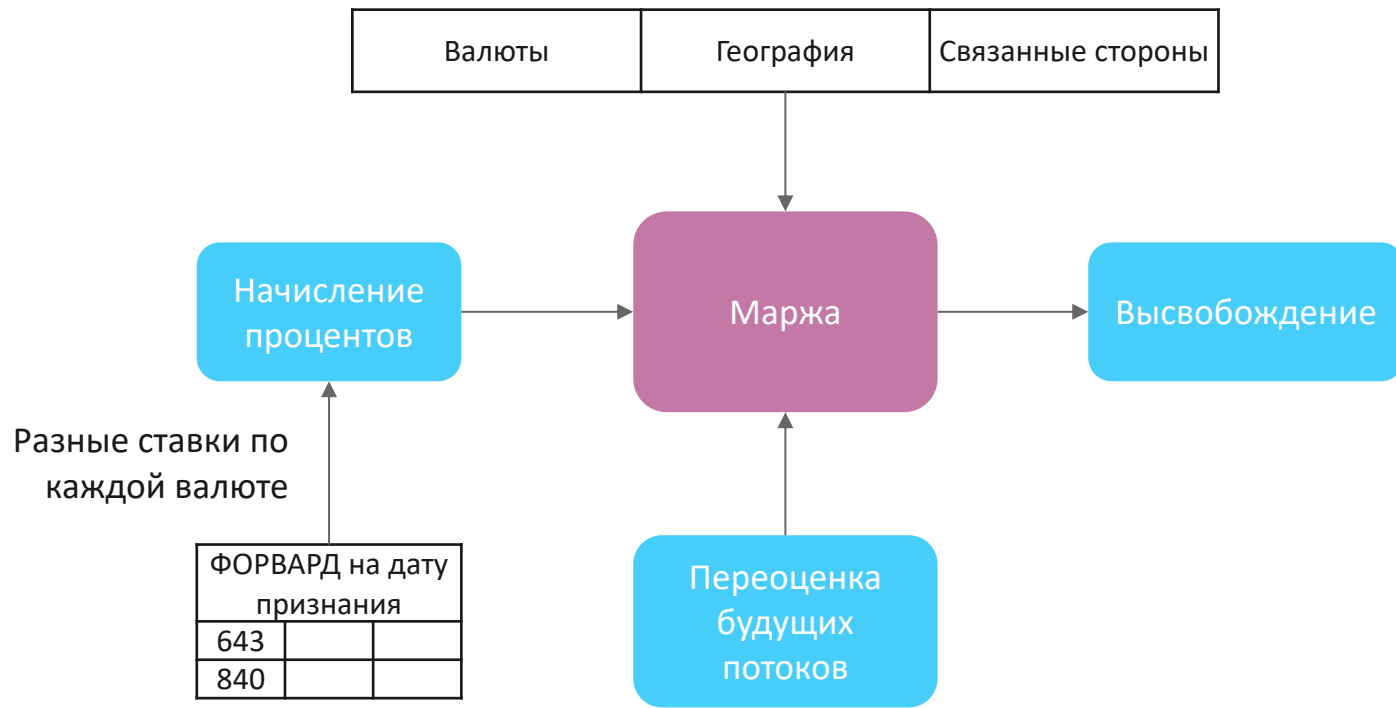 Валюты
География
Связанные стороны
Начисление
процентов
Маржа
Высвобождение
Разные ставки по
каждой валюте
ФОРВАРД на дату
признания
643
840
Переоценка
будущих
потоков